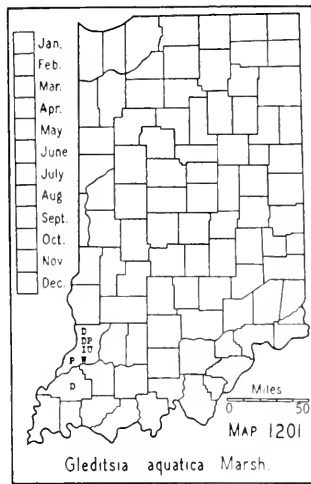 Jan.
Feb.
Mar.
Apr.
May
June
July
Aug
Sept.
Oct.
Nov
Dec.
D
DP
IU
P W
D
Miles
0 50
MAP 1201
Gleditsia aquatica Marsh.